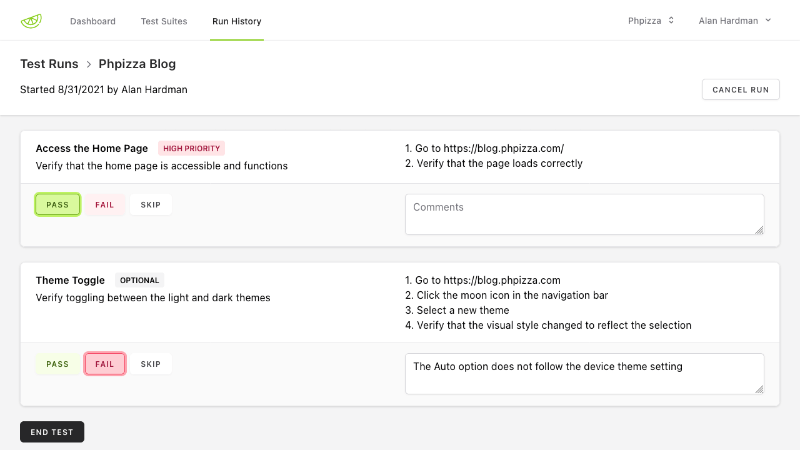 Dashboard Test Suites Run History Phpizza Alan Hardman
Test Runs > Phpizza Blog
Started 8/31/2021 by Alan Hardman
CANCEL RUN
Access the Home Page HIGH PRIORITY
Verify that the home page is accessible and functions
1. Go to https://blog.phpizza.com/
2. Verify that the page loads correctly
PASS FAIL SKIP
Comments
Theme Toggle OPTIONAL
Verify toggling between the light and dark themes
1. Go to https://blog.phpizza.com
2. Click the moon icon in the navigation bar
3. Select a new theme
4. Verify that the visual style changed to reflect the selection
PASS FAIL SKIP
The Auto option does not follow the device theme setting
END TEST